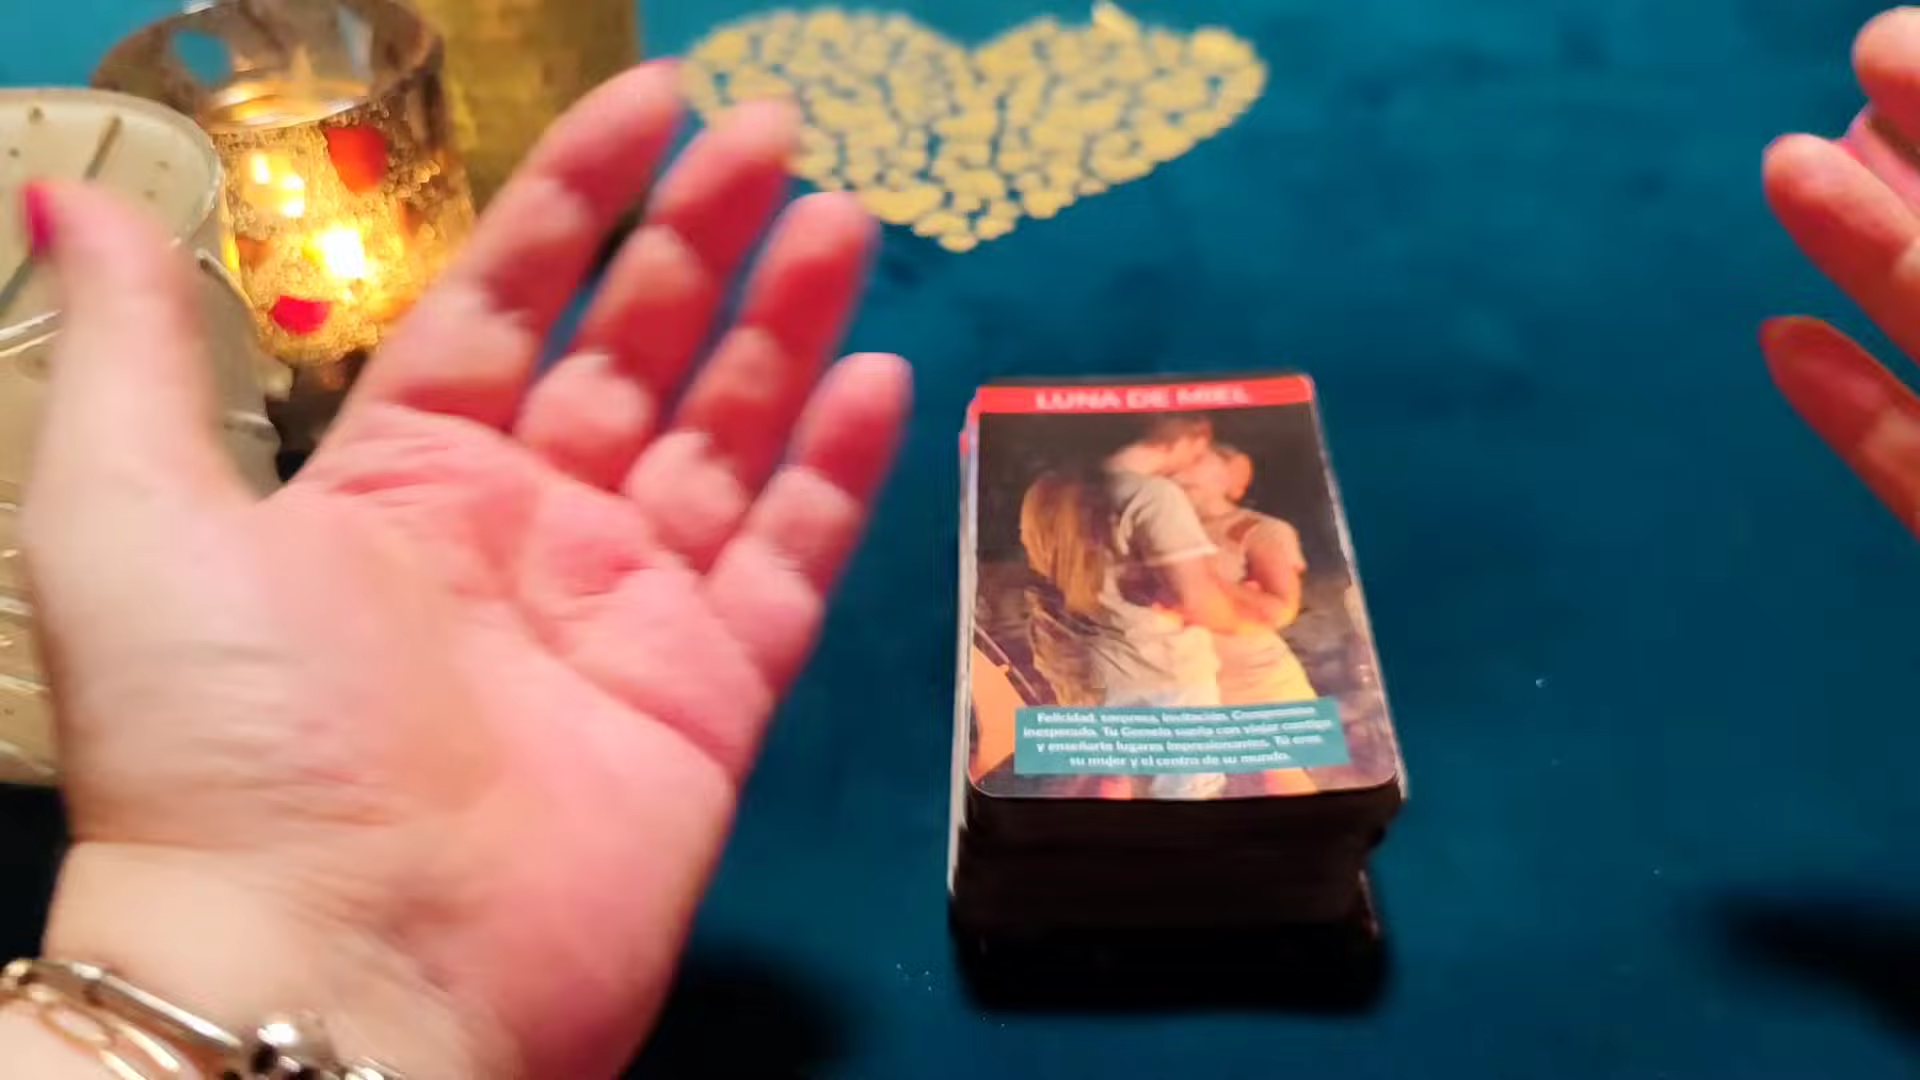 LUNA DE MIEL
Felicidad, sorpresa, invitación. Compromiso
inesperado. Tu Gemelo sueña con viajar contigo
y enseñarte lugares impresionantes. Tú eres
su mujer y el centro de su mundo.